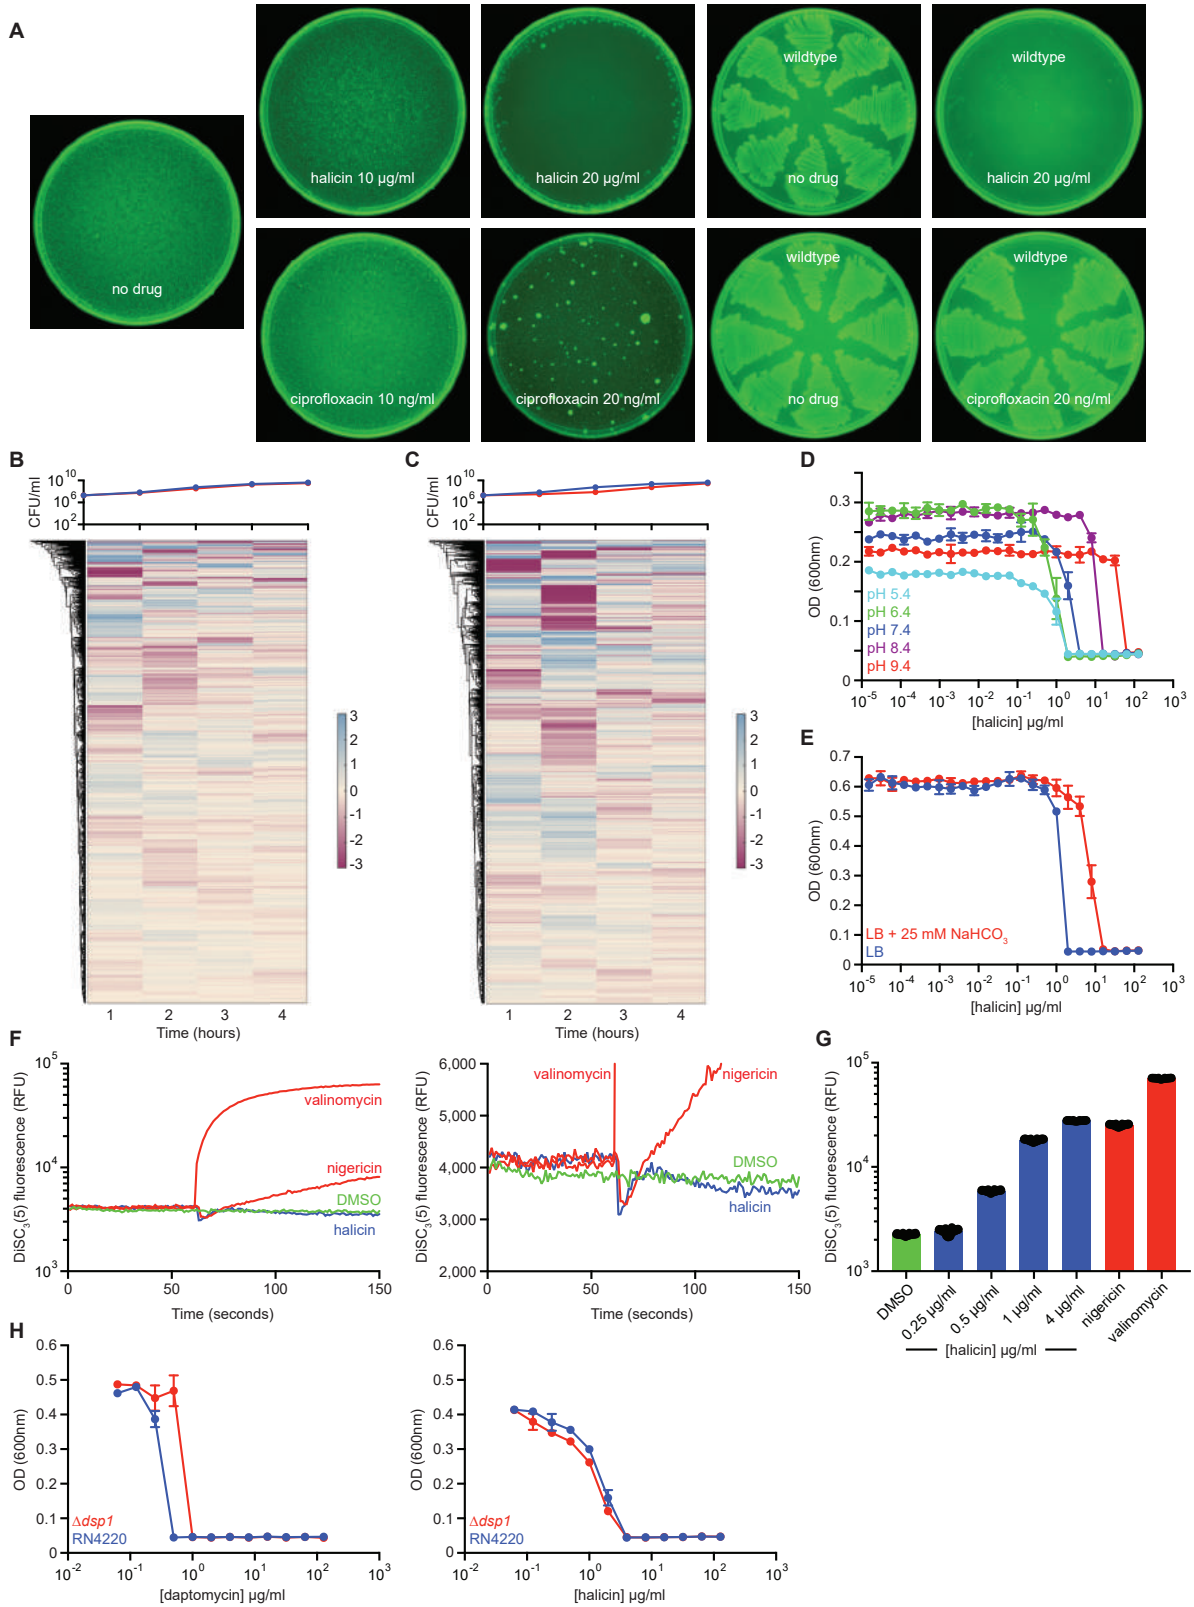 A
no drug
halicin 10 µg/ml
halicin 20 µg/ml
wildtype
no drug
wildtype
halicin 20 µg/ml
ciprofloxacin 10 ng/ml
ciprofloxacin 20 ng/ml
wildtype
no drug
wildtype
ciprofloxacin 20 ng/ml
B
CFU/ml
10^10
10^6
10^2
3
2
1
0
-1
-2
-3
1 2 3 4
Time (hours)
C
CFU/ml
10^10
10^6
10^2
3
2
1
0
-1
-2
-3
1 2 3 4
Time (hours)
D
OD (600nm)
0.3
0.2
0.1
0
pH 5.4
pH 6.4
pH 7.4
pH 8.4
pH 9.4
10^-5 10^-4 10^-3 10^-2 10^-1 10^0 10^1 10^2 10^3
[halicin] µg/ml
E
OD (600nm)
0.7
0.6
0.5
0.4
0.3
0.2
0.1
0
LB + 25 mM NaHCO3
LB
10^-5 10^-4 10^-3 10^-2 10^-1 10^0 10^1 10^2 10^3
[halicin] µg/ml
F
DiSC3(5) fluorescence (RFU)
10^5
10^4
10^3
valinomycin
nigericin
DMSO
halicin
0 50 100 150
Time (seconds)
DiSC3(5) fluorescence (RFU)
6,000
5,000
4,000
3,000
2,000
valinomycin
nigericin
DMSO
halicin
0 50 100 150
Time (seconds)
G
DiSC3(5) fluorescence (RFU)
10^5
10^4
10^3
DMSO
0.25 µg/ml
0.5 µg/ml
1 µg/ml
4 µg/ml
nigericin
valinomycin
[halicin] µg/ml
H
OD (600nm)
0.6
0.5
0.4
0.3
0.2
0.1
0
Δdsp1
RN4220
10^-2 10^-1 10^0 10^1 10^2 10^3
[daptomycin] µg/ml
OD (600nm)
0.6
0.5
0.4
0.3
0.2
0.1
0
Δdsp1
RN4220
10^-2 10^-1 10^0 10^1 10^2 10^3
[halicin] µg/ml